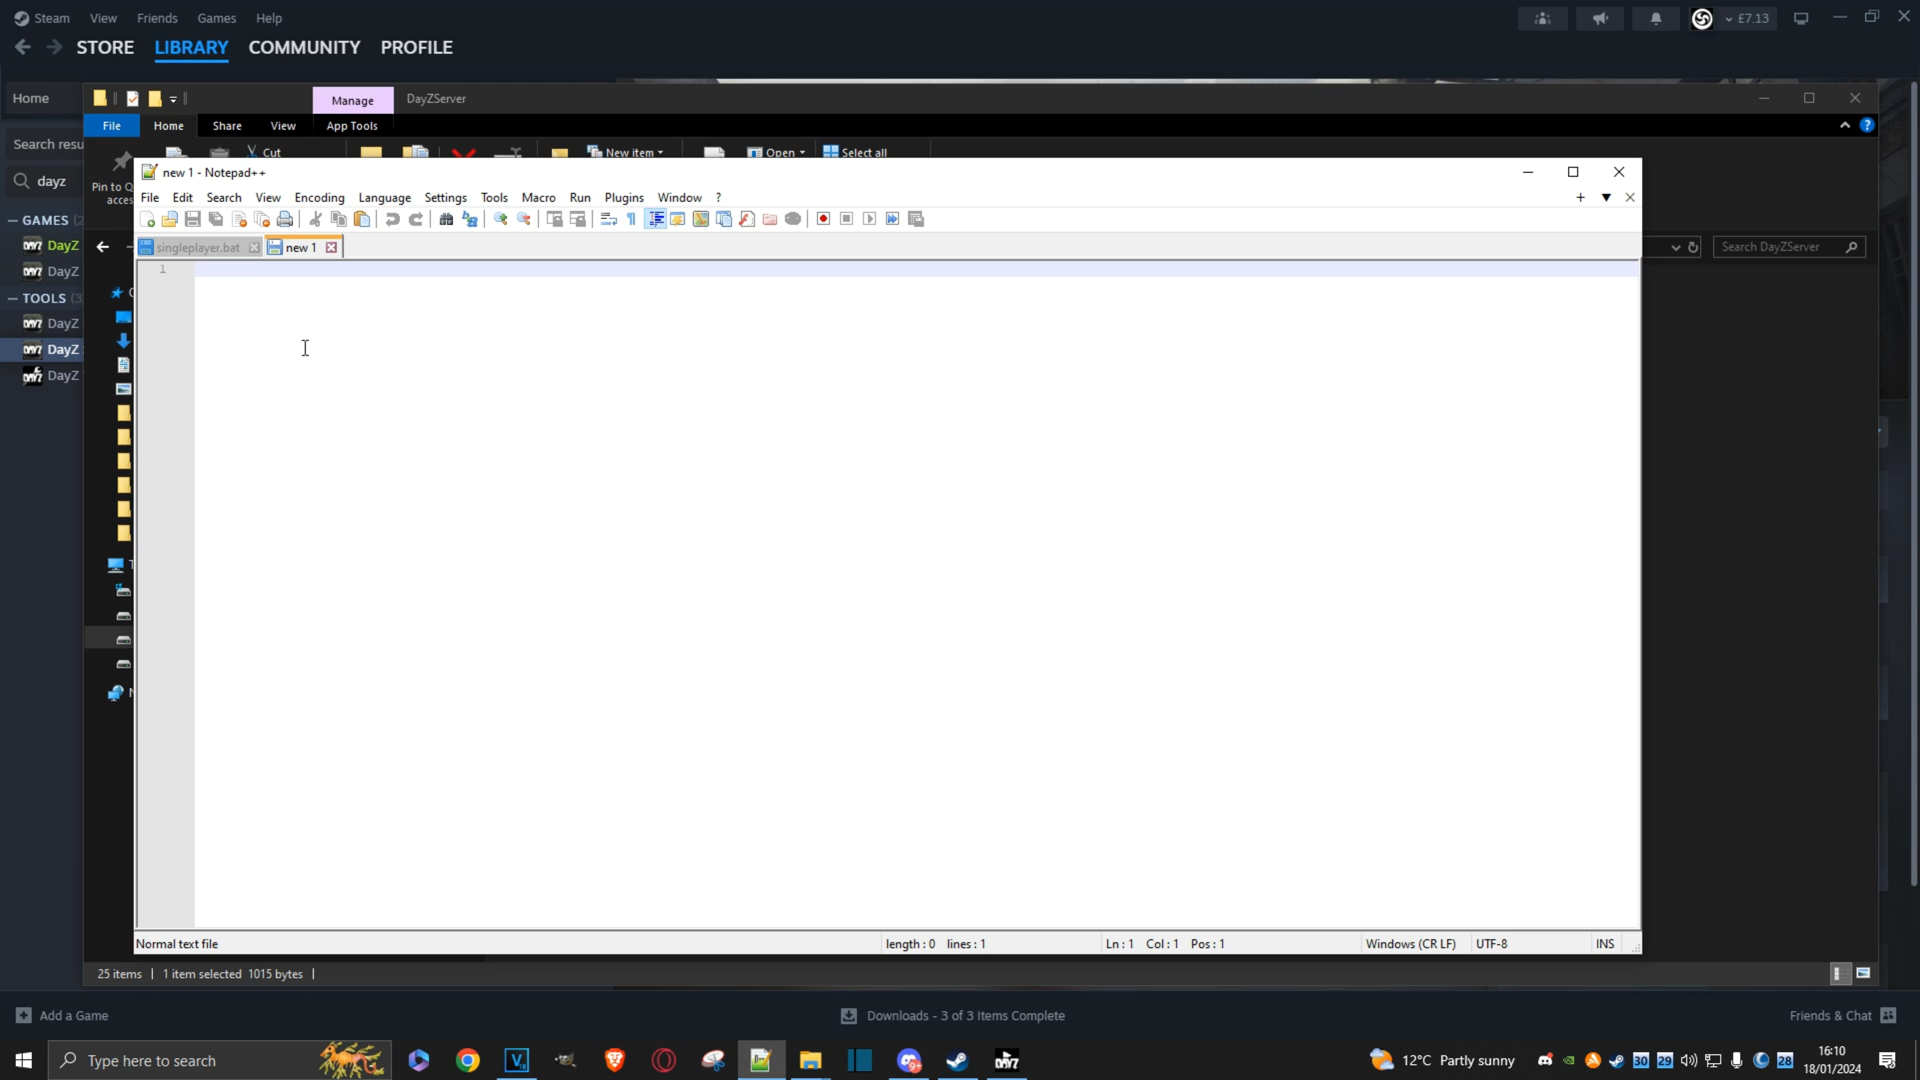 Steam View Friends Games Help
£7.13
STORE LIBRARY COMMUNITY PROFILE
Home
Manage DayZServer
File Home Share View App Tools
Search resu
Cut
New item
Open
Select all
Pin to Q
acces
dayz
new 1 - Notepad++
File Edit Search View Encoding Language Settings Tools Macro Run Plugins Window ?
GAMES
singleplayer.bat
new 1
Search DayZServer
DayZ
DayZ
1
TOOLS (3
DayZ
DayZ
DayZ
Normal text file
length : 0 lines : 1
Ln : 1 Col : 1 Pos : 1
Windows (CR LF)
UTF-8
INS
25 items
1 item selected 1015 bytes
Add a Game
Downloads - 3 of 3 Items Complete
Friends & Chat
Type here to search
12°C Partly sunny
30
29
28
16:10
18/01/2024